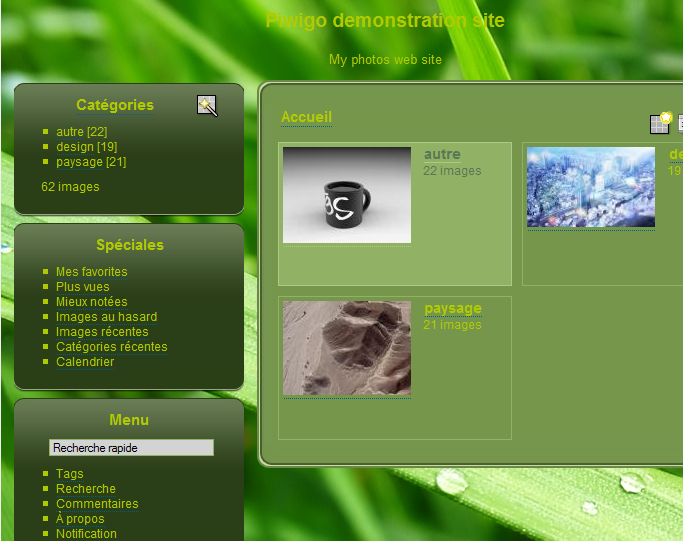 Piwigo demonstration site
My photos web site
Catégories
autre [22]
design [19]
paysage [21]
62 images
Spéciales
Mes favorites
Plus vues
Mieux notées
Images au hasard
Images récentes
Catégories récentes
Calendrier
Menu
Recherche rapide
Tags
Recherche
Commentaires
À propos
Notification
Accueil
autre
22 images
de
19
paysage
21 images